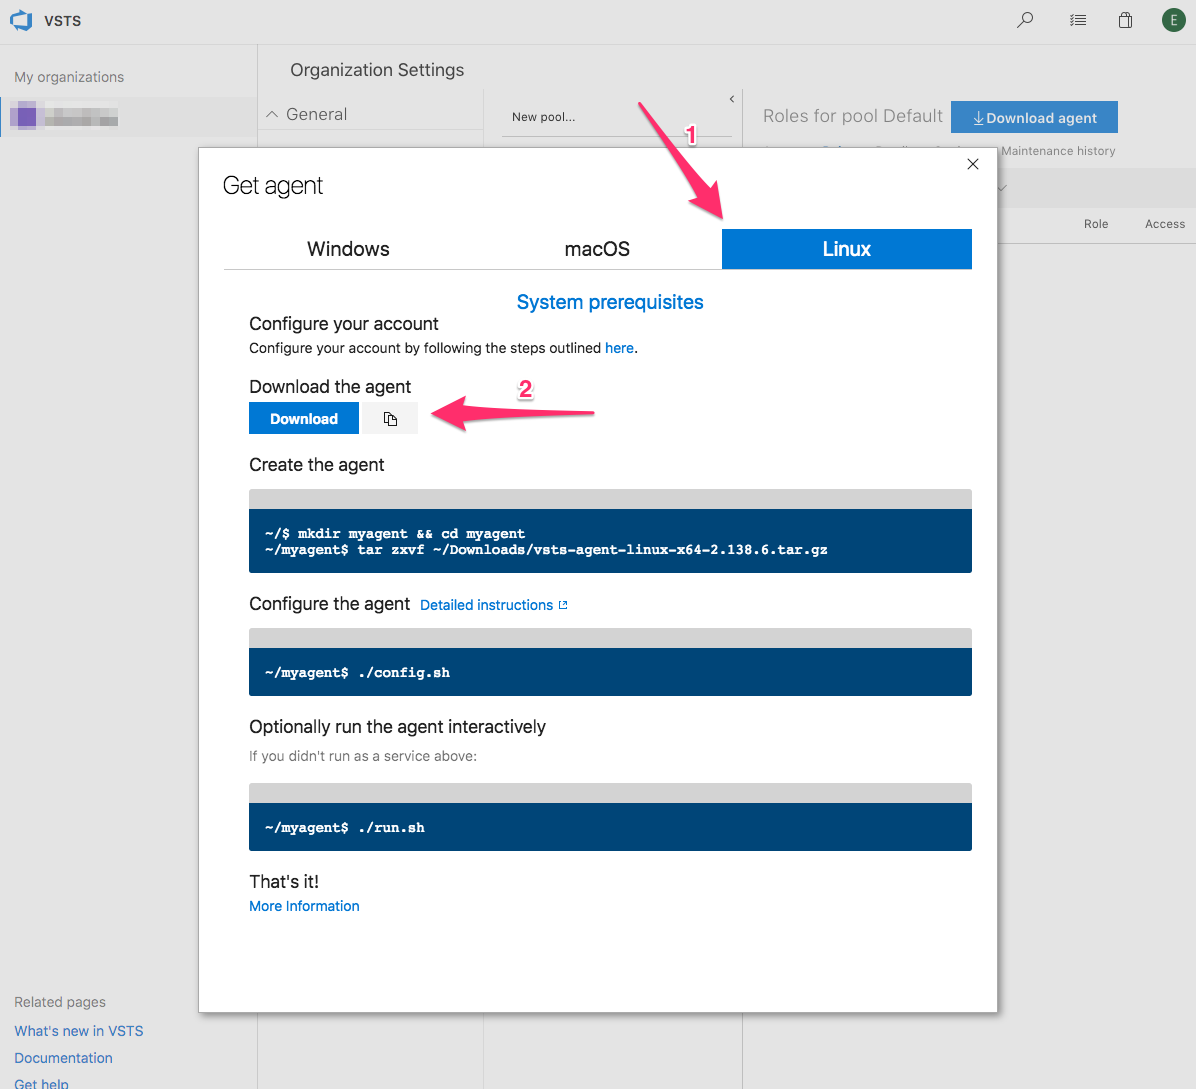 VSTS
E
My organizations
Organization Settings
General
New pool...
Roles for pool Default
Download agent
Maintenance history
Role Access
1
Get agent
Windows macOS Linux
System prerequisites
Configure your account
Configure your account by following the steps outlined here.
Download the agent
2
Download
Create the agent
~/$ mkdir myagent && cd myagent
~/myagent$ tar zxvf ~/Downloads/vsts-agent-linux-x64-2.138.6.tar.gz
Configure the agent Detailed instructions
~/myagent$ ./config.sh
Optionally run the agent interactively
If you didn't run as a service above:
~/myagent$ ./run.sh
That's it!
More Information
Related pages
What's new in VSTS
Documentation
Get help